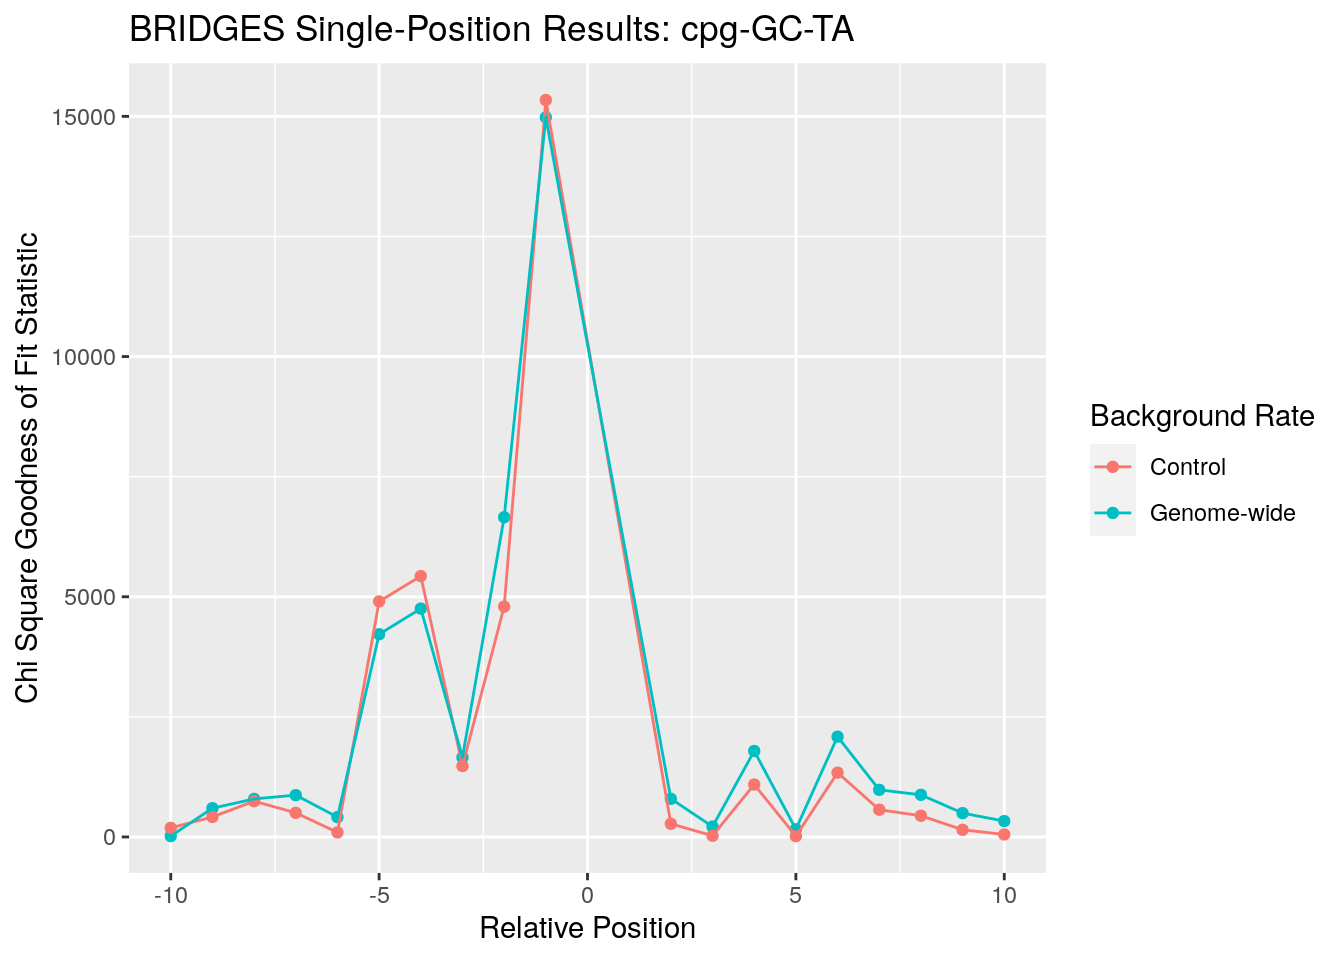 BRIDGES Single-Position Results: cpg-GC-TA
Chi Square Goodness of Fit Statistic
15000
10000
5000
0
-10
-5
0
5
10
Relative Position
Background Rate
Control
Genome-wide